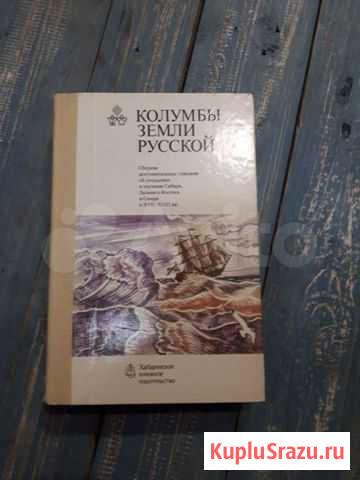 КОЛУМБЫ
ЗЕМЛИ
РУССКОЙ
Сборник
документальных описаний
об открытиях
и изучении Сибири,
Дальнего Востока
и Севера
в XVII–XVIII вв.
Хабаровское
книжное
издательство
Avito
KupluSrazu.ru